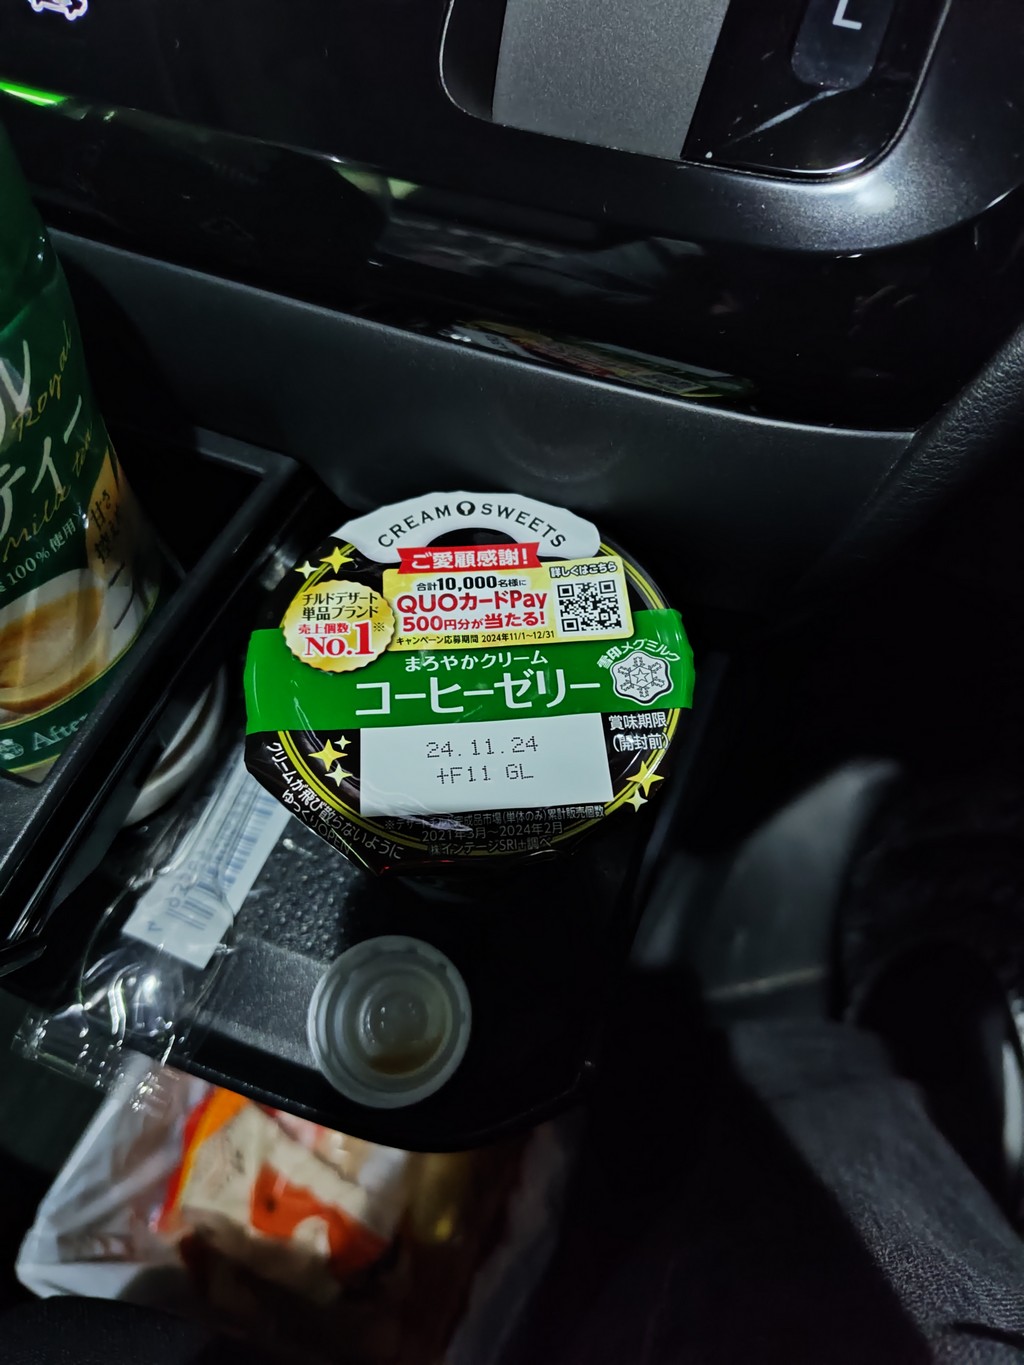 L
CREAM SWEETS
ご愛顧感謝!
合計10,000名様に
QUOカードPay
500円分が当たる!
詳しくはこちら
キャンペーン応募期間 2024年11/1~12/31
チルドデザート
単品ブランド
売上個数※
No.1
まろやかクリーム
コーヒーゼリー
雪印メグミルク
賞味期限
(開封前)
24.11.24
+F11 GL
クリームが飛び散らないように
ゆっくりOPEN
2021年3月~2024年2月
㈱インテージSRI+調べ
ル
Royal
ティー
Milk tea
100%使用
After